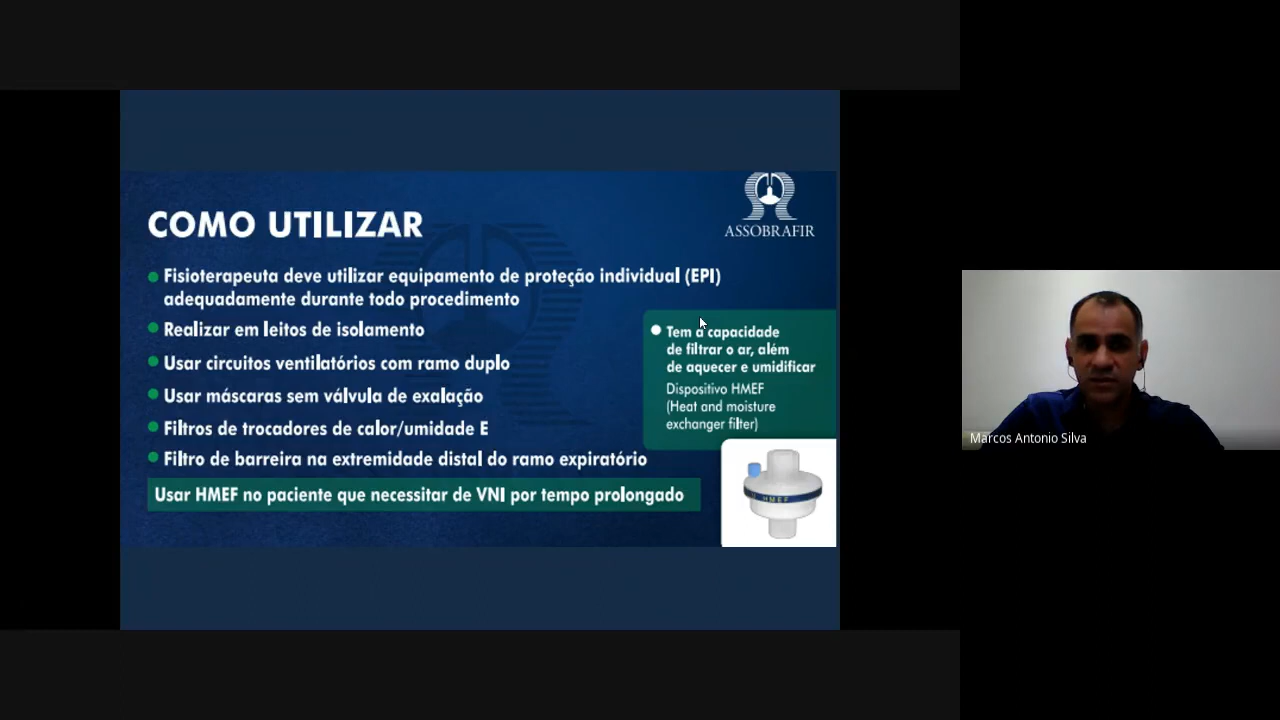 ASSOBRAFIR
COMO UTILIZAR
Fisioterapeuta deve utilizar equipamento de proteção individual (EPI)
adequadamente durante todo procedimento
Realizar em leitos de isolamento
Usar circuitos ventilatórios com ramo duplo
Usar máscaras sem válvula de exalação
Filtros de trocadores de calor/umidade E
Filtro de barreira na extremidade distal do ramo expiratório
Usar HMEF no paciente que necessitar de VNI por tempo prolongado
Tem a capacidade
de filtrar o ar, além
de aquecer e umidificar
Dispositivo HMEF
(Heat and moisture
exchanger filter)
HMEF
Marcos Antonio Silva